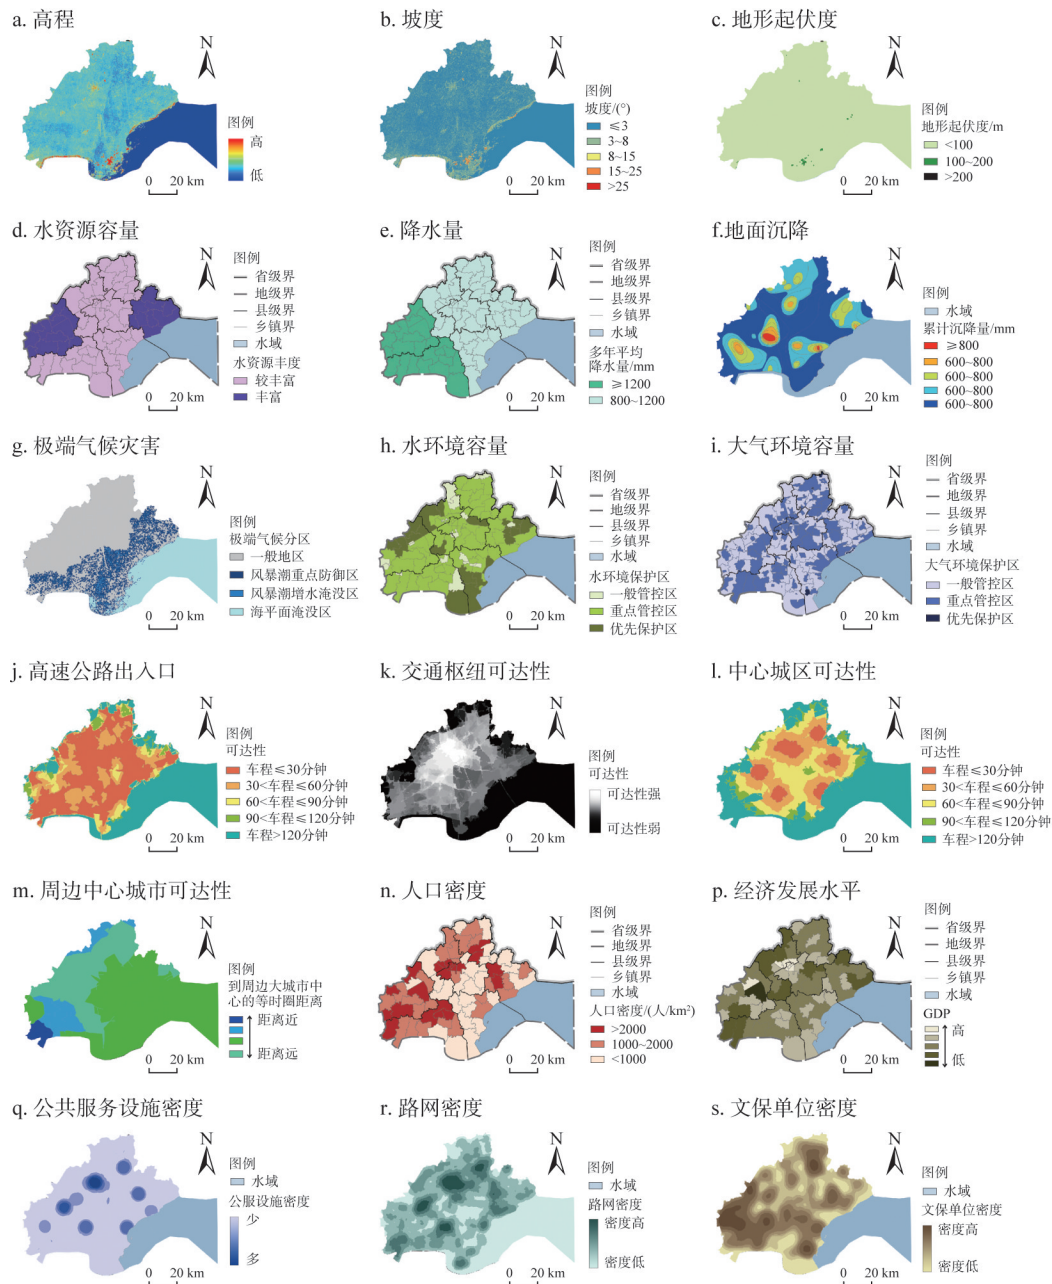 a. 高程
N
图例
高
低
0 20 km
b. 坡度
N
图例
坡度/(°)
≤3
3~8
8~15
15~25
>25
0 20 km
c. 地形起伏度
N
图例
地形起伏度/m
<100
100~200
>200
0 20 km
d. 水资源容量
N
图例
省级界
地级界
县级界
乡镇界
水域
水资源丰度
较丰富
丰富
0 20 km
e. 降水量
N
图例
省级界
地级界
县级界
乡镇界
水域
多年平均
降水量/mm
≥1200
800~1200
0 20 km
f.地面沉降
N
图例
水域
累计沉降量/mm
≥800
600~800
600~800
600~800
600~800
0 20 km
g. 极端气候灾害
N
图例
极端气候分区
一般地区
风暴潮重点防御区
风暴潮增水淹没区
海平面淹没区
0 20 km
h. 水环境容量
N
图例
省级界
地级界
县级界
乡镇界
水域
水环境保护区
一般管控区
重点管控区
优先保护区
0 20 km
i. 大气环境容量
N
图例
省级界
地级界
县级界
乡镇界
水域
大气环境保护区
一般管控区
重点管控区
优先保护区
0 20 km
j. 高速公路出入口
N
图例
可达性
车程≤30分钟
30<车程≤60分钟
60<车程≤90分钟
90<车程≤120分钟
车程>120分钟
0 20 km
k. 交通枢纽可达性
N
图例
可达性
可达性强
可达性弱
0 20 km
l. 中心城区可达性
N
图例
可达性
车程≤30分钟
30<车程≤60分钟
60<车程≤90分钟
90<车程≤120分钟
车程>120分钟
0 20 km
m. 周边中心城市可达性
N
图例
到周边大城市中
心的等时圈距离
距离近
距离远
0 20 km
n. 人口密度
N
图例
省级界
地级界
县级界
乡镇界
水域
人口密度/(人/km²)
>2000
1000~2000
<1000
0 20 km
p. 经济发展水平
N
图例
省级界
地级界
县级界
乡镇界
水域
GDP
高
低
0 20 km
q. 公共服务设施密度
N
图例
水域
公服设施密度
少
多
0 20 km
r. 路网密度
N
图例
水域
路网密度
密度高
密度低
0 20 km
s. 文保单位密度
N
图例
水域
文保单位密度
密度高
密度低
0 20 km